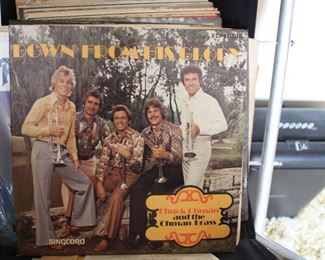 DOWN FROM HIS GLORY
Chuck Ohman
and the
Ohman Brass
SINGCORD